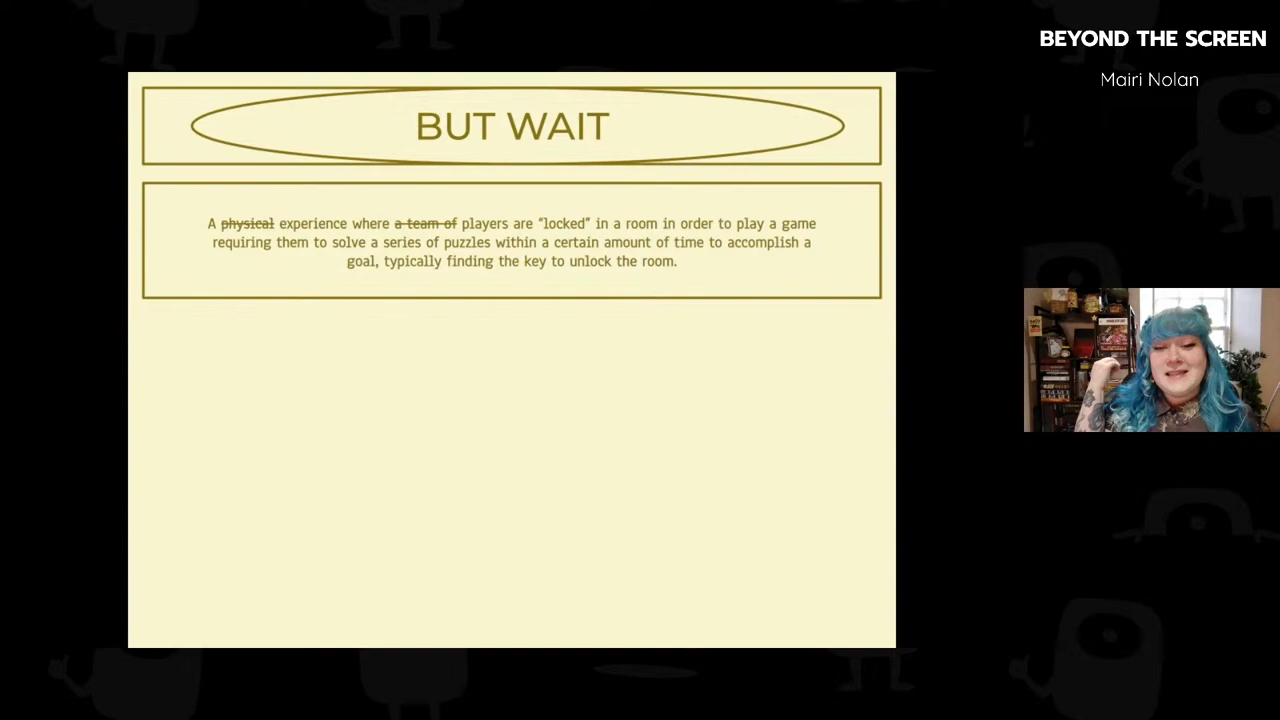 BEYOND THE SCREEN
Mairi Nolan
BUT WAIT
A physical experience where a team of players are “locked” in a room in order to play a game
requiring them to solve a series of puzzles within a certain amount of time to accomplish a
goal, typically finding the key to unlock the room.